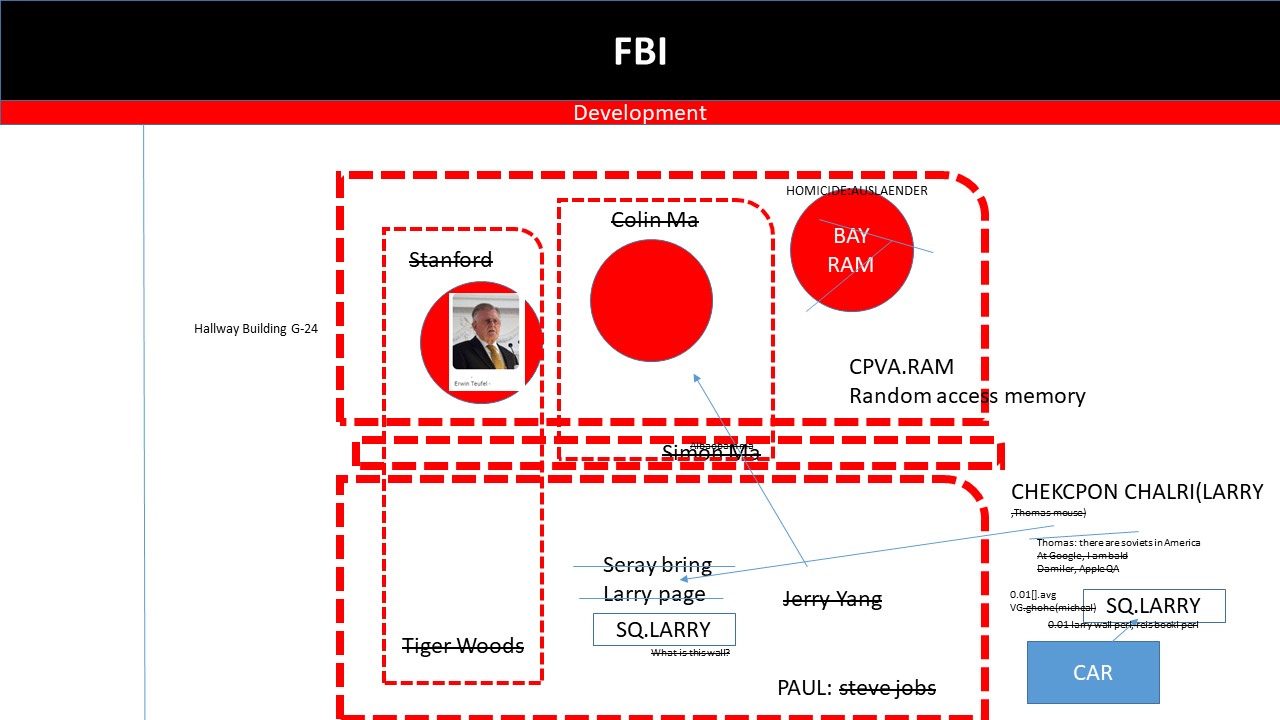 FBI
Development
HOMICIDE:AUSLAENDER
Colin Ma
BAY
RAM
Stanford
Erwin Teufel -
Hallway Building G-24
CPVA.RAM
Random access memory
Simon Ma
CHEKCPON CHALRI(LARRY
,Thomas mouse)
Thomas: there are soviets in America
At Google, I am bald
Damiler, Apple QA
Seray bring
Larry page
Jerry Yang
0.01[].avg
VG.ghohe(micheal)
SQ.LARRY
0.01 larry wall perl, reis bookl perl
SQ.LARRY
What is this wall?
Tiger Woods
CAR
PAUL: steve jobs